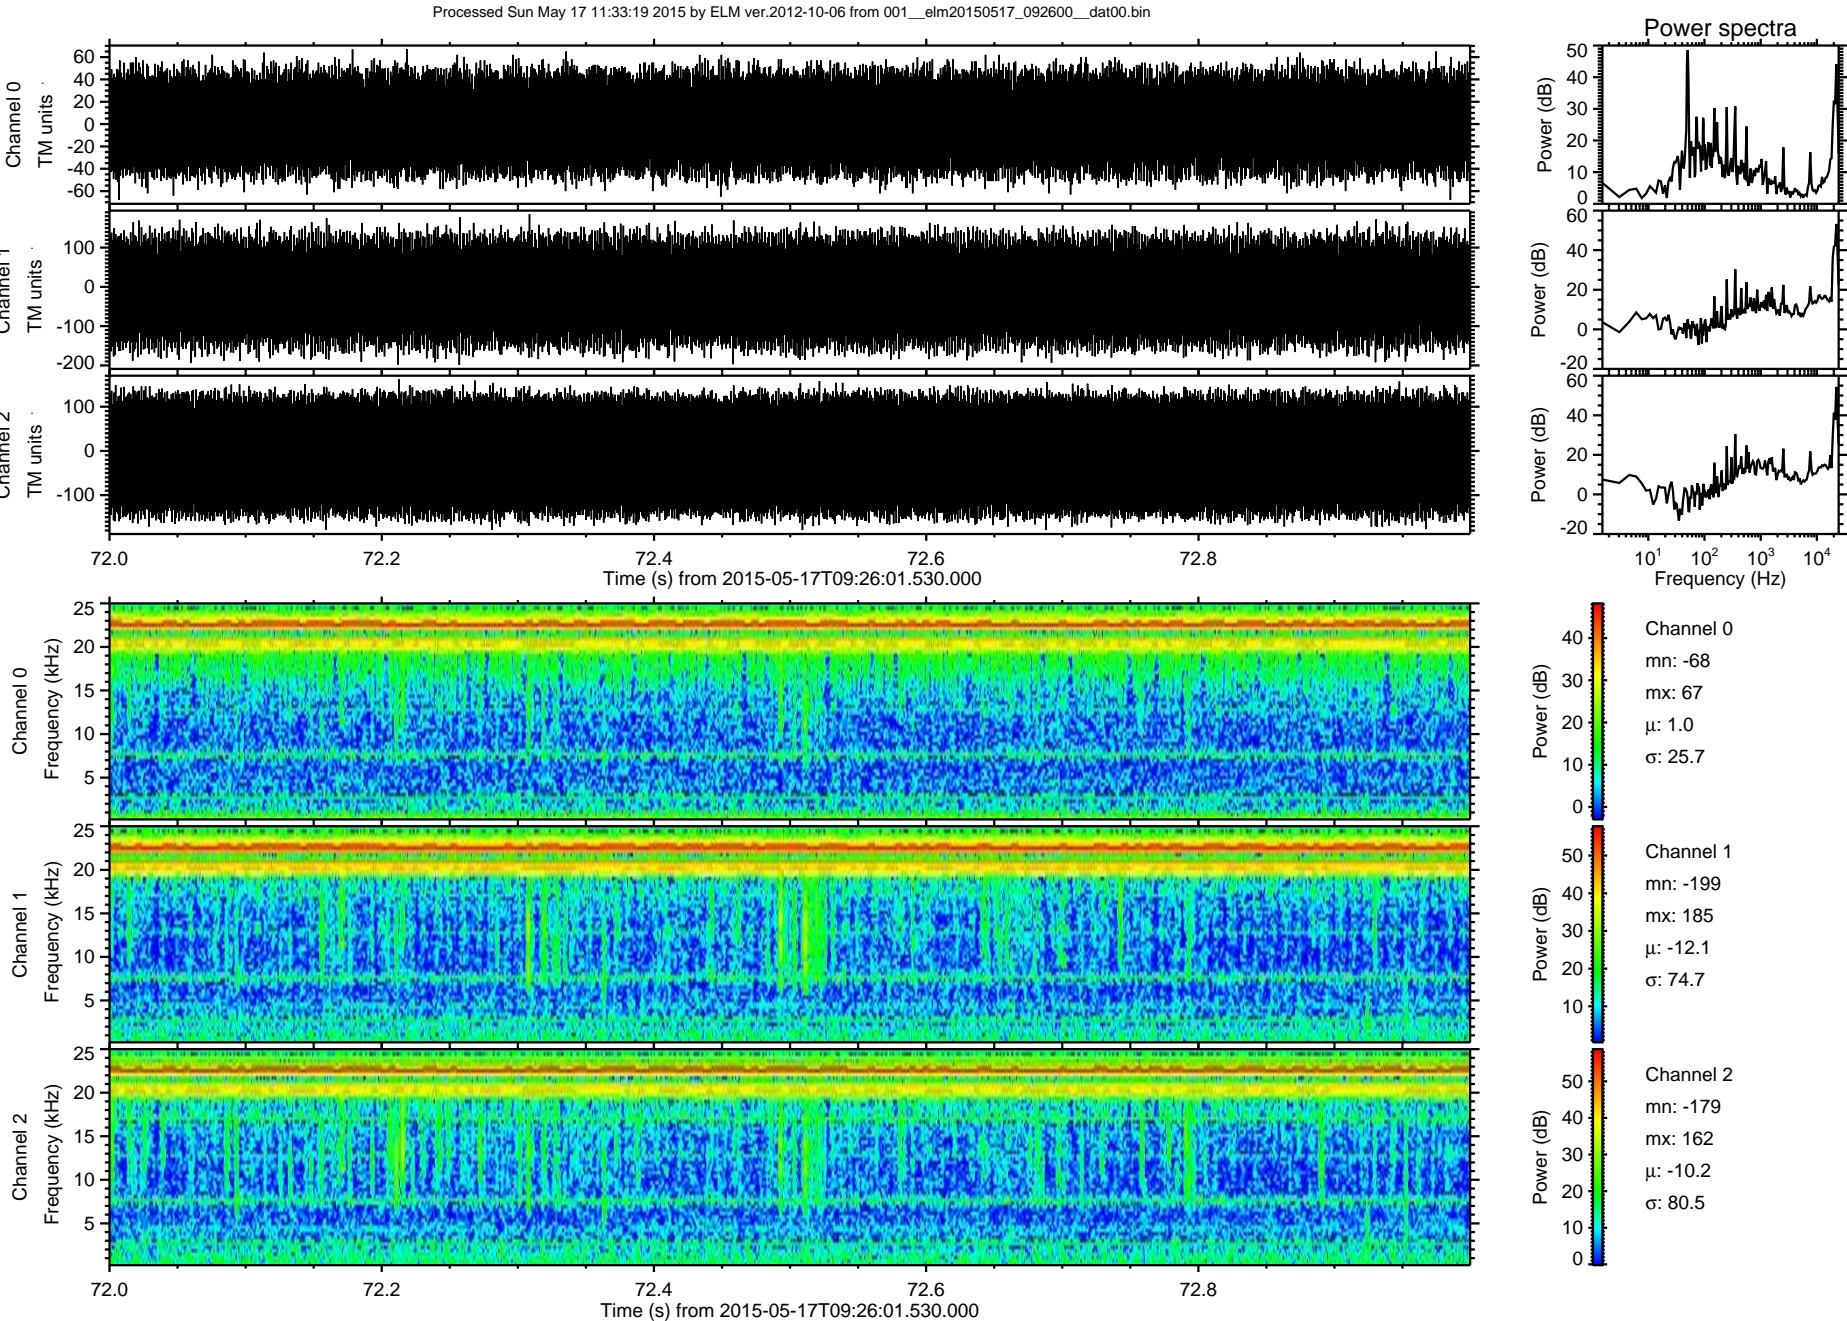 Processed Sun May 17 11:33:19 2015 by ELM ver.2012-10-06 from 001__elm20150517_092600__dat00.bin
Power spectra
Channel 0
TM units
60
40
20
0
-20
-40
-60
Power (dB)
50
40
30
20
10
0
Channel 1
TM units
100
0
-100
-200
Power (dB)
60
40
20
0
-20
Channel 2
TM units
100
0
-100
Power (dB)
60
40
20
0
-20
72.0 72.2 72.4 72.6 72.8
Time (s) from 2015-05-17T09:26:01.530.000
10¹ 10² 10³ 10⁴
Frequency (Hz)
Channel 0
Frequency (kHz)
25
20
15
10
5
Power (dB)
40
30
20
10
0
Channel 0
mn: -68
mx: 67
μ: 1.0
σ: 25.7
Channel 1
Frequency (kHz)
25
20
15
10
5
Power (dB)
50
40
30
20
10
Channel 1
mn: -199
mx: 185
μ: -12.1
σ: 74.7
Channel 2
Frequency (kHz)
25
20
15
10
5
Power (dB)
50
40
30
20
10
0
Channel 2
mn: -179
mx: 162
μ: -10.2
σ: 80.5
72.0 72.2 72.4 72.6 72.8
Time (s) from 2015-05-17T09:26:01.530.000